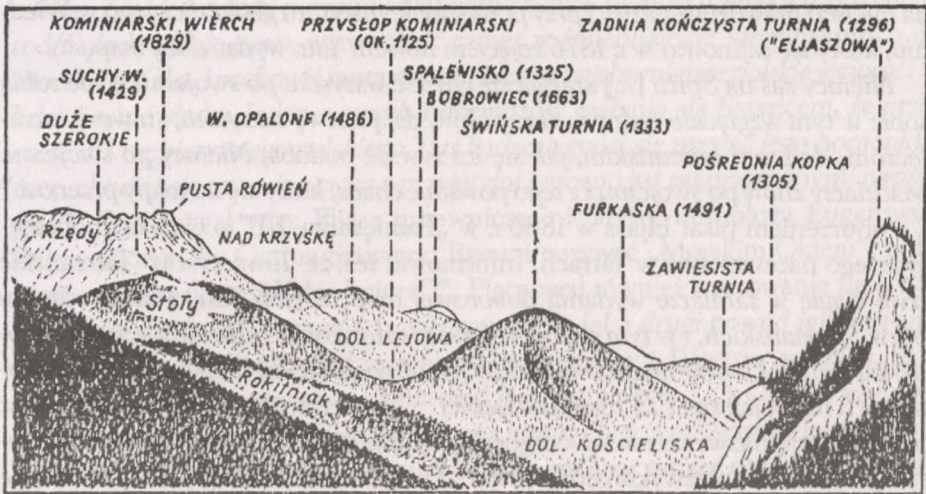 KOMINIARSKI WIERCH
(1829)
PRZYSŁOP KOMINIARSKI
(OK. 1125)
ZADNIA KOŃCZYSTA TURNIA (1296)
("ELIASZOWA")
SUCHY W.
(1429)
SPALENISKO (1325)
BOBROWIEC (1663)
DUŻE
SZEROKIE
W. OPALONE (1486)
ŚWIŃSKA TURNIA (1333)
POŚREDNIA KOPKA
(1305)
PUSTA RÓWIEŃ
FURKASKA (1491)
Rzędy
NAD KRZYŚKĘ
ZAWIESISTA
TURNIA
Stoły
DOL. LEJOWA
Rokitniak
DOL. KOŚCIELISKA